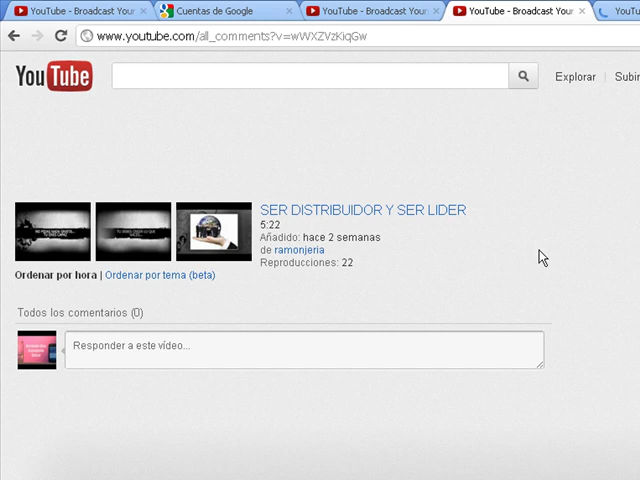 YouTube - Broadcast Your
Cuentas de Google
YouTube - Broadcast Your
YouTube - Broadcast Your
YouTu
www.youtube.com/all_comments?v=wWXZVzKiqGw
YouTube
Explorar
Subir
SER DISTRIBUIDOR Y SER LIDER
5:22
Añadido: hace 2 semanas
de ramonjeria
Reproducciones: 22
Ordenar por hora | Ordenar por tema (beta)
Todos los comentarios (0)
Responder a este vídeo...